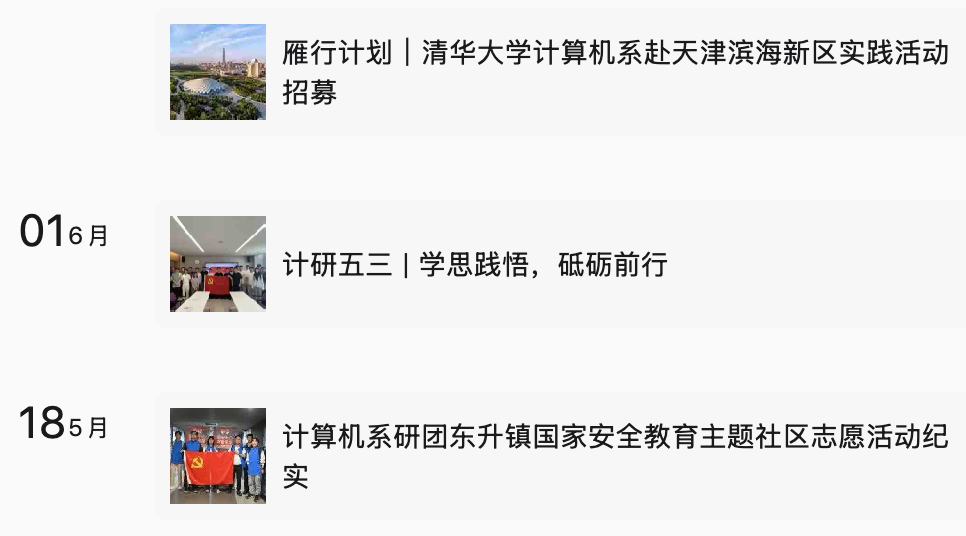 雁行计划｜清华大学计算机系赴天津滨海新区实践活动
招募
01 6月
计研五三 | 学思践悟，砥砺前行
18 5月
计算机系研团东升镇国家安全教育主题社区志愿活动纪
实